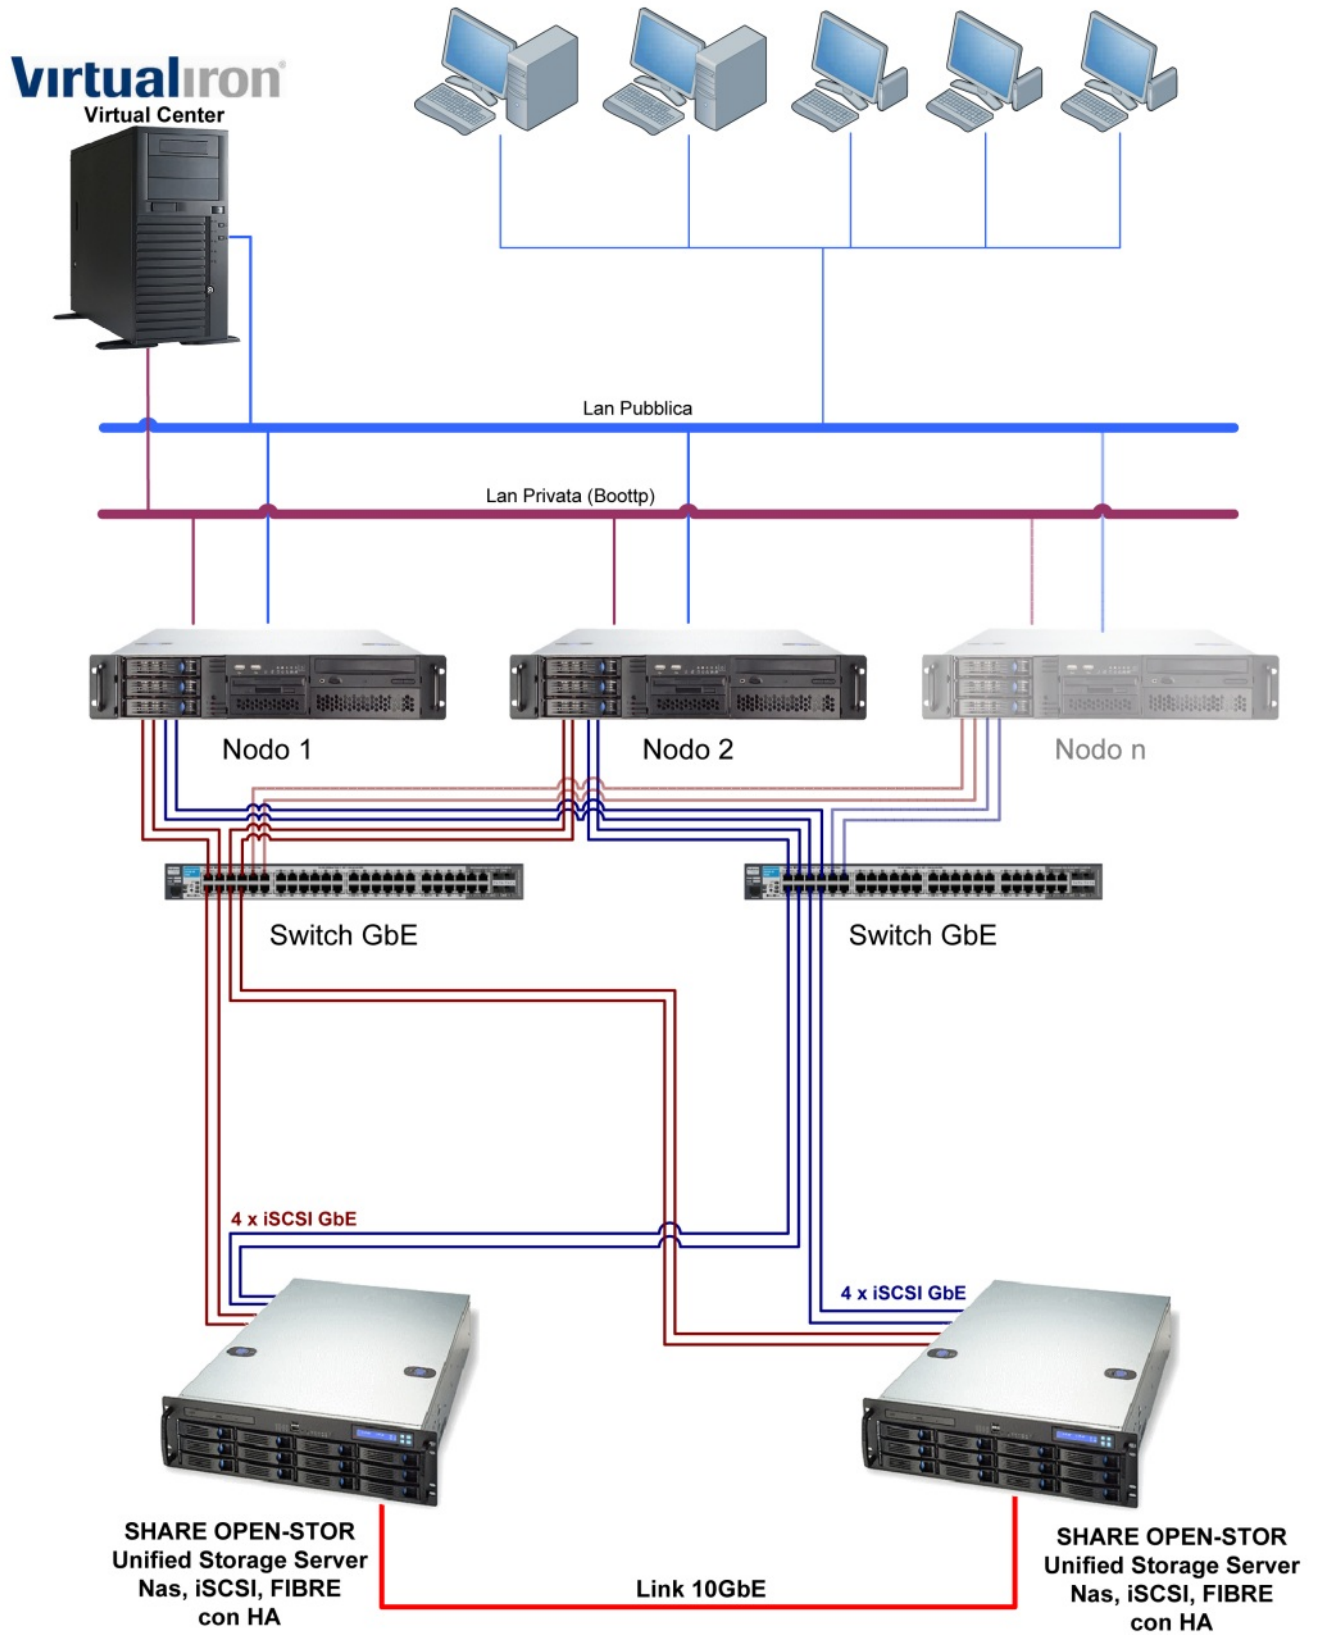 Virtualiron®
Virtual Center
Lan Pubblica
Lan Privata (Boottp)
Nodo 1
Nodo 2
Nodo n
Switch GbE
Switch GbE
4 x iSCSI GbE
4 x iSCSI GbE
SHARE OPEN-STOR
Unified Storage Server
Nas, iSCSI, FIBRE
con HA
Link 10GbE
SHARE OPEN-STOR
Unified Storage Server
Nas, iSCSI, FIBRE
con HA